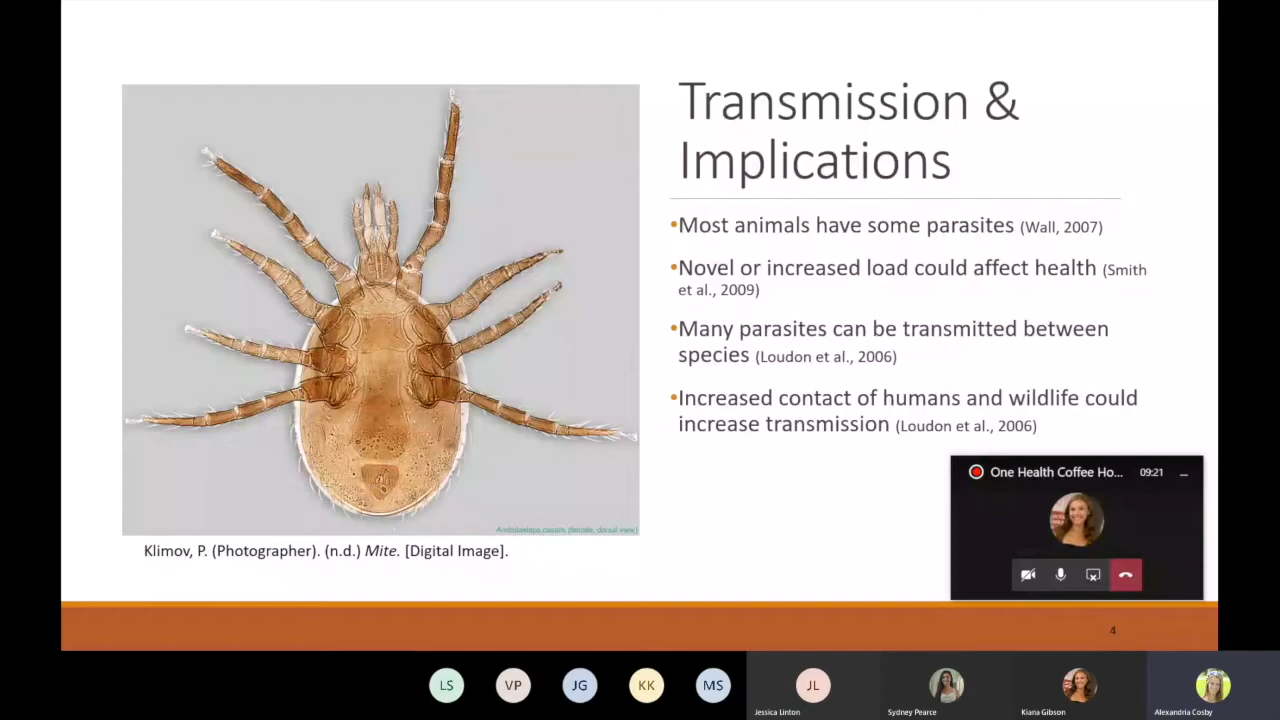 Transmission &
Implications
•Most animals have some parasites (Wall, 2007)
•Novel or increased load could affect health (Smith
et al., 2009)
•Many parasites can be transmitted between
species (Loudon et al., 2006)
•Increased contact of humans and wildlife could
increase transmission (Loudon et al., 2006)
(female, dorsal view)
Klimov, P. (Photographer). (n.d.) Mite. [Digital Image].
One Health Coffee Ho... 09:21
4
LS VP JG KK MS JL
Jessica Linton Sydney Pearce Kiana Gibson Alexandria Cosby